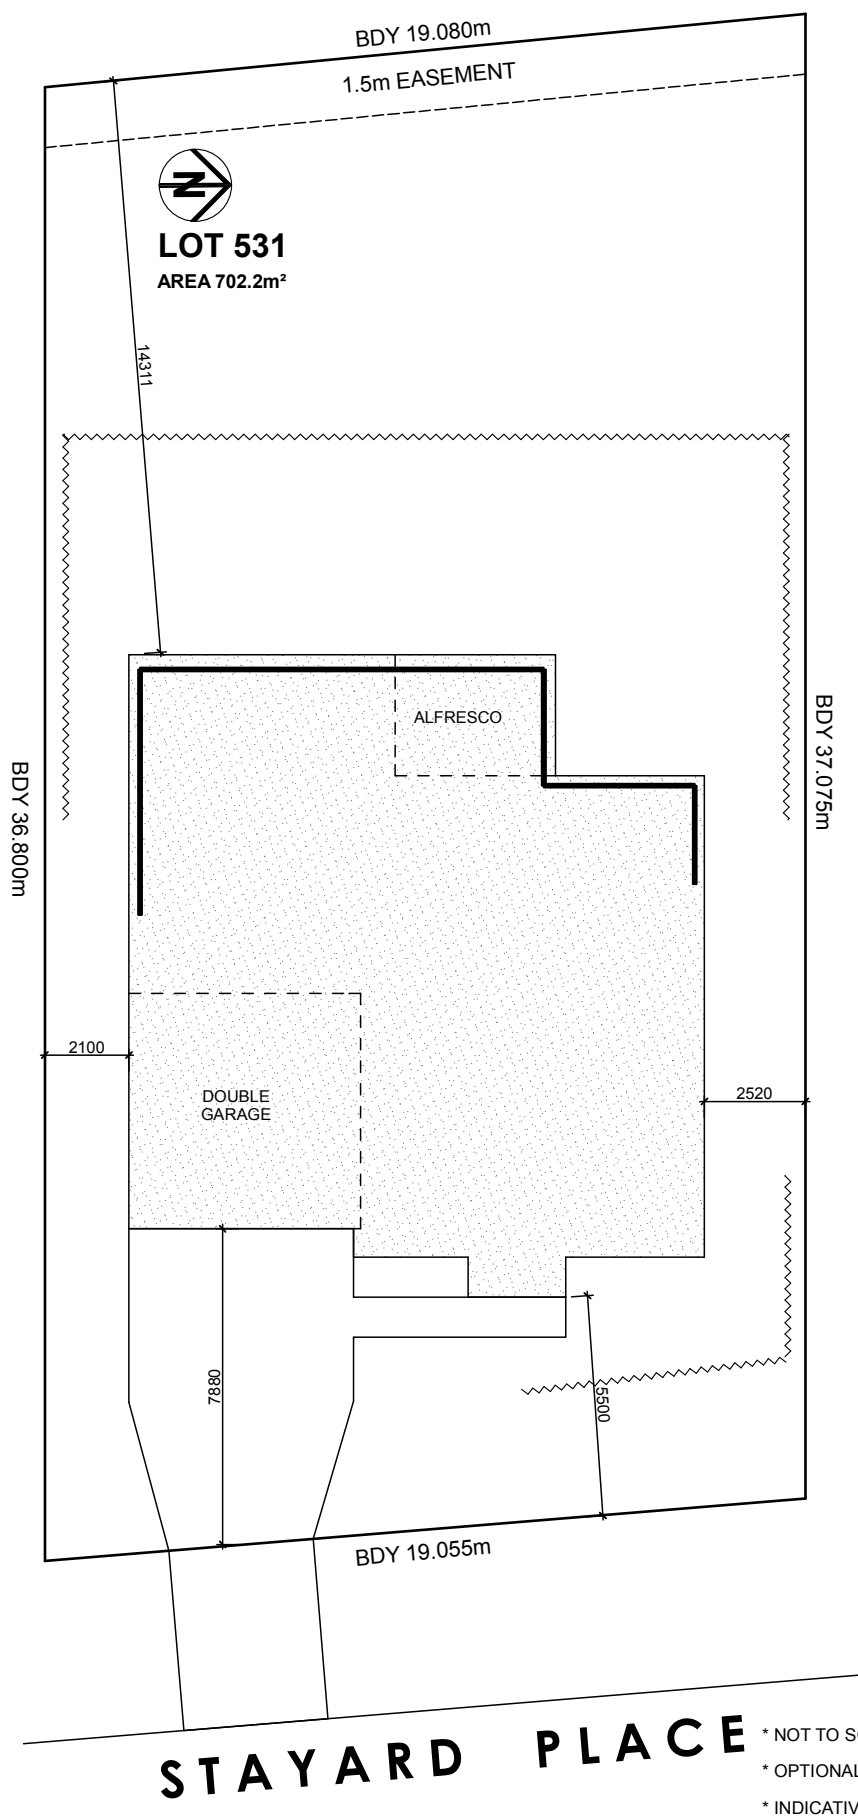 BDY 19.080m
1.5m EASEMENT
N
LOT 531
AREA 702.2m²
14311
ALFRESCO
BDY 37.075m
BDY 36.800m
2100
2520
DOUBLE
GARAGE
7880
5500
BDY 19.055m
STAYARD PLACE
* NOT TO
* OPTIONAL